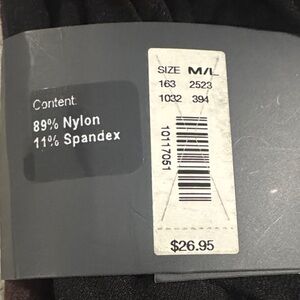 Content
89% Nylon
11% Spandex
SIZE M/L
163 2523
1032 394
10117051
$26.95